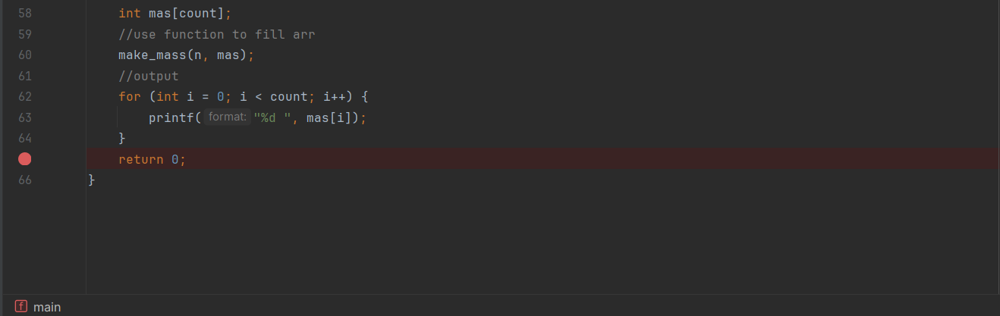 58 int mas[count];
59 //use function to fill arr
60 make_mass(n, mas);
61 //output
62 for (int i = 0; i < count; i++) {
63 printf( format: "%d ", mas[i]);
64 }
return 0;
66 }
f main